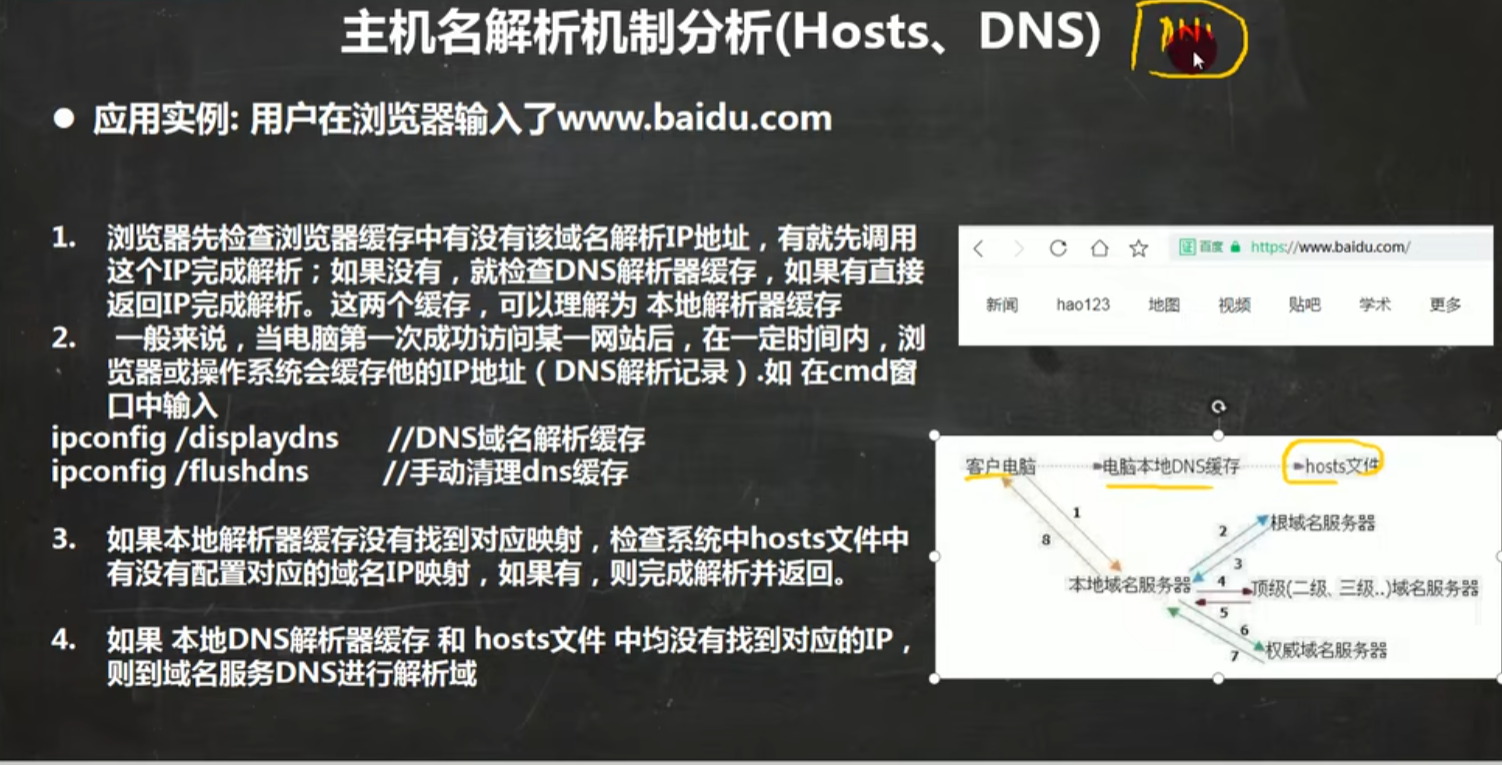 主机名解析机制分析(Hosts、DNS)
DNS
● 应用实例: 用户在浏览器输入了www.baidu.com
1. 浏览器先检查浏览器缓存中有没有该域名解析IP地址，有就先调用
这个IP完成解析；如果没有，就检查DNS解析器缓存，如果有直接
返回IP完成解析。这两个缓存，可以理解为 本地解析器缓存
2. 一般来说，当电脑第一次成功访问某一网站后，在一定时间内，浏
览器或操作系统会缓存他的IP地址（DNS解析记录）.如 在cmd窗
口中输入
ipconfig /displaydns //DNS域名解析缓存
ipconfig /flushdns //手动清理dns缓存
3. 如果本地解析器缓存没有找到对应映射，检查系统中hosts文件中
有没有配置对应的域名IP映射，如果有，则完成解析并返回。
4. 如果 本地DNS解析器缓存 和 hosts文件 中均没有找到对应的IP，
则到域名服务DNS进行解析域
证 百度 https://www.baidu.com/
新闻 hao123 地图 视频 贴吧 学术 更多
客户电脑 电脑本地DNS缓存 hosts文件
1
8
2
根域名服务器
3
本地域名服务器
4
顶级(二级、三级..)域名服务器
5
6
权威域名服务器
7